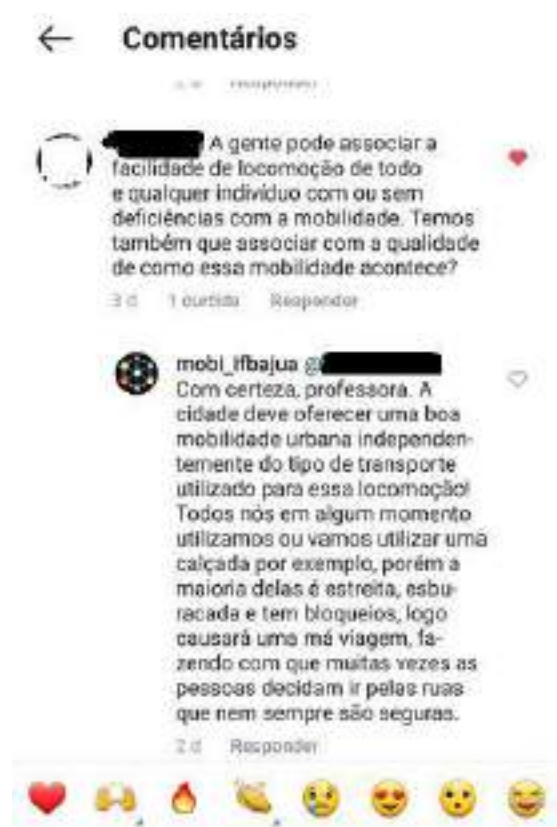 Comentários
A gente pode associar a
facilidade de locomoção de todo
e qualquer indivíduo com ou sem
deficiências com a mobilidade. Temos
também que associar com a qualidade
de como essa mobilidade acontece?
3 d 1 curtida Responder
mobi_ifbajua @
Com certeza, professora. A
cidade deve oferecer uma boa
mobilidade urbana independen-
temente do tipo de transporte
utilizado para essa locomoção!
Todos nós em algum momento
utilizamos ou vamos utilizar uma
calçada por exemplo, porém a
maioria delas é estreita, esbu-
racada e tem bloqueios, logo
causará uma má viagem, fa-
zendo com que muitas vezes as
pessoas decidam ir pelas ruas
que nem sempre são seguras.
2 d Responder